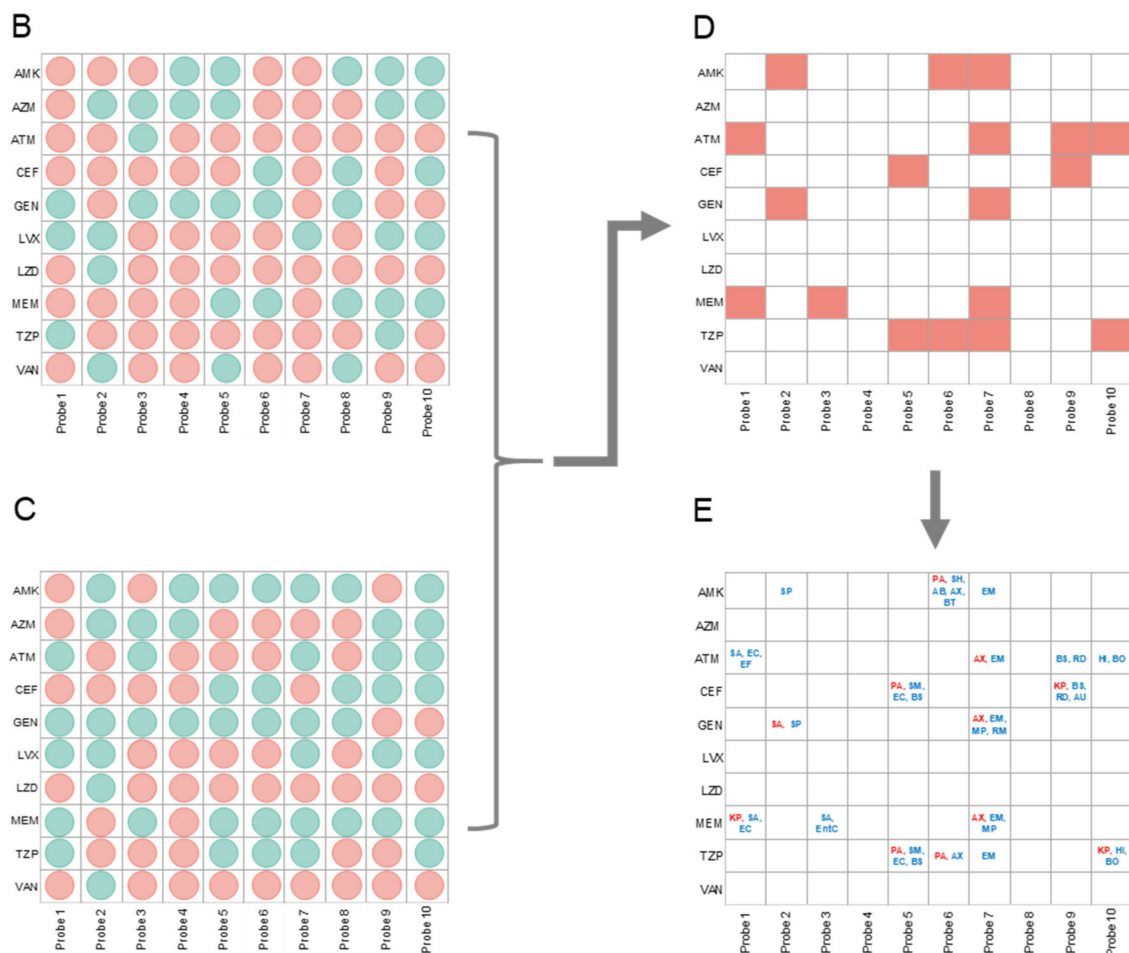 B
AMK
AZM
ATM
CEF
GEN
LVX
LZD
MEM
TZP
VAN
Probe 1
Probe 2
Probe 3
Probe 4
Probe 5
Probe 6
Probe 7
Probe 8
Probe 9
Probe 10
C
AMK
AZM
ATM
CEF
GEN
LVX
LZD
MEM
TZP
VAN
Probe 1
Probe 2
Probe 3
Probe 4
Probe 5
Probe 6
Probe 7
Probe 8
Probe 9
Probe 10
D
AMK
AZM
ATM
CEF
GEN
LVX
LZD
MEM
TZP
VAN
Probe 1
Probe 2
Probe 3
Probe 4
Probe 5
Probe 6
Probe 7
Probe 8
Probe 9
Probe 10
E
AMK
SP
PA, SH,
AB, AX,
BT
EM
AZM
ATM
SA, EC,
EF
AX, EM
BS, RD
HI, BO
CEF
PA, SM,
EC, BS
KP, BS,
RD, AU
GEN
SA, SP
AX, EM,
MP, RM
LVX
LZD
MEM
KP, SA,
EC
SA,
EntC
AX, EM,
MP
TZP
PA, SM,
EC, BS
PA, AX
EM
KP, HI,
BO
VAN
Probe 1
Probe 2
Probe 3
Probe 4
Probe 5
Probe 6
Probe 7
Probe 8
Probe 9
Probe 10